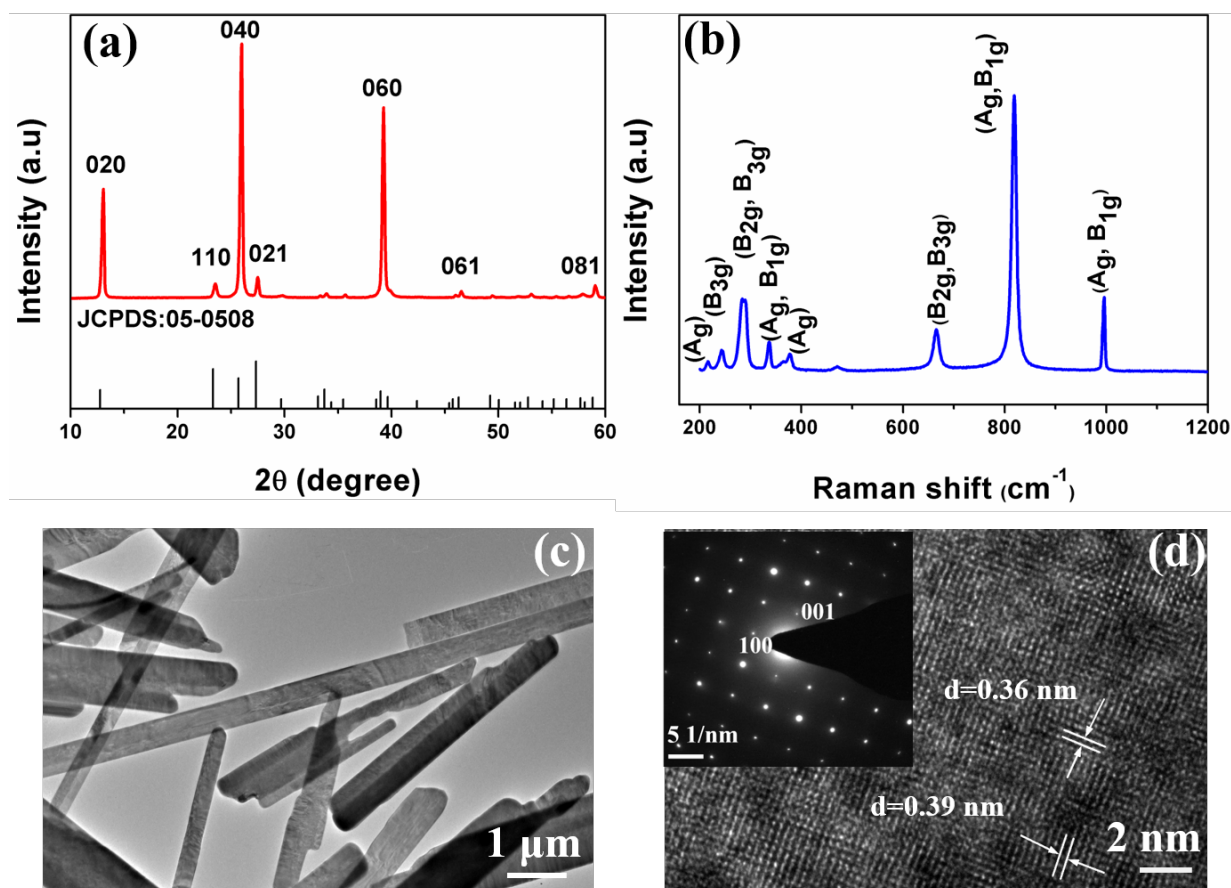 (a)
Intensity (a.u)
020
110
040
021
060
061
081
JCPDS:05-0508
10
20
30
40
50
60
2θ (degree)
(b)
Intensity (a.u)
(Ag)
(B3g)
(B2g, B3g)
(Ag, B1g)
(Ag)
(B2g,B3g)
(Ag,B1g)
(Ag, B1g)
200
400
600
800
1000
1200
Raman shift (cm-1)
(c)
1 μm
(d)
001
100
5 1/nm
d=0.36 nm
d=0.39 nm
2 nm